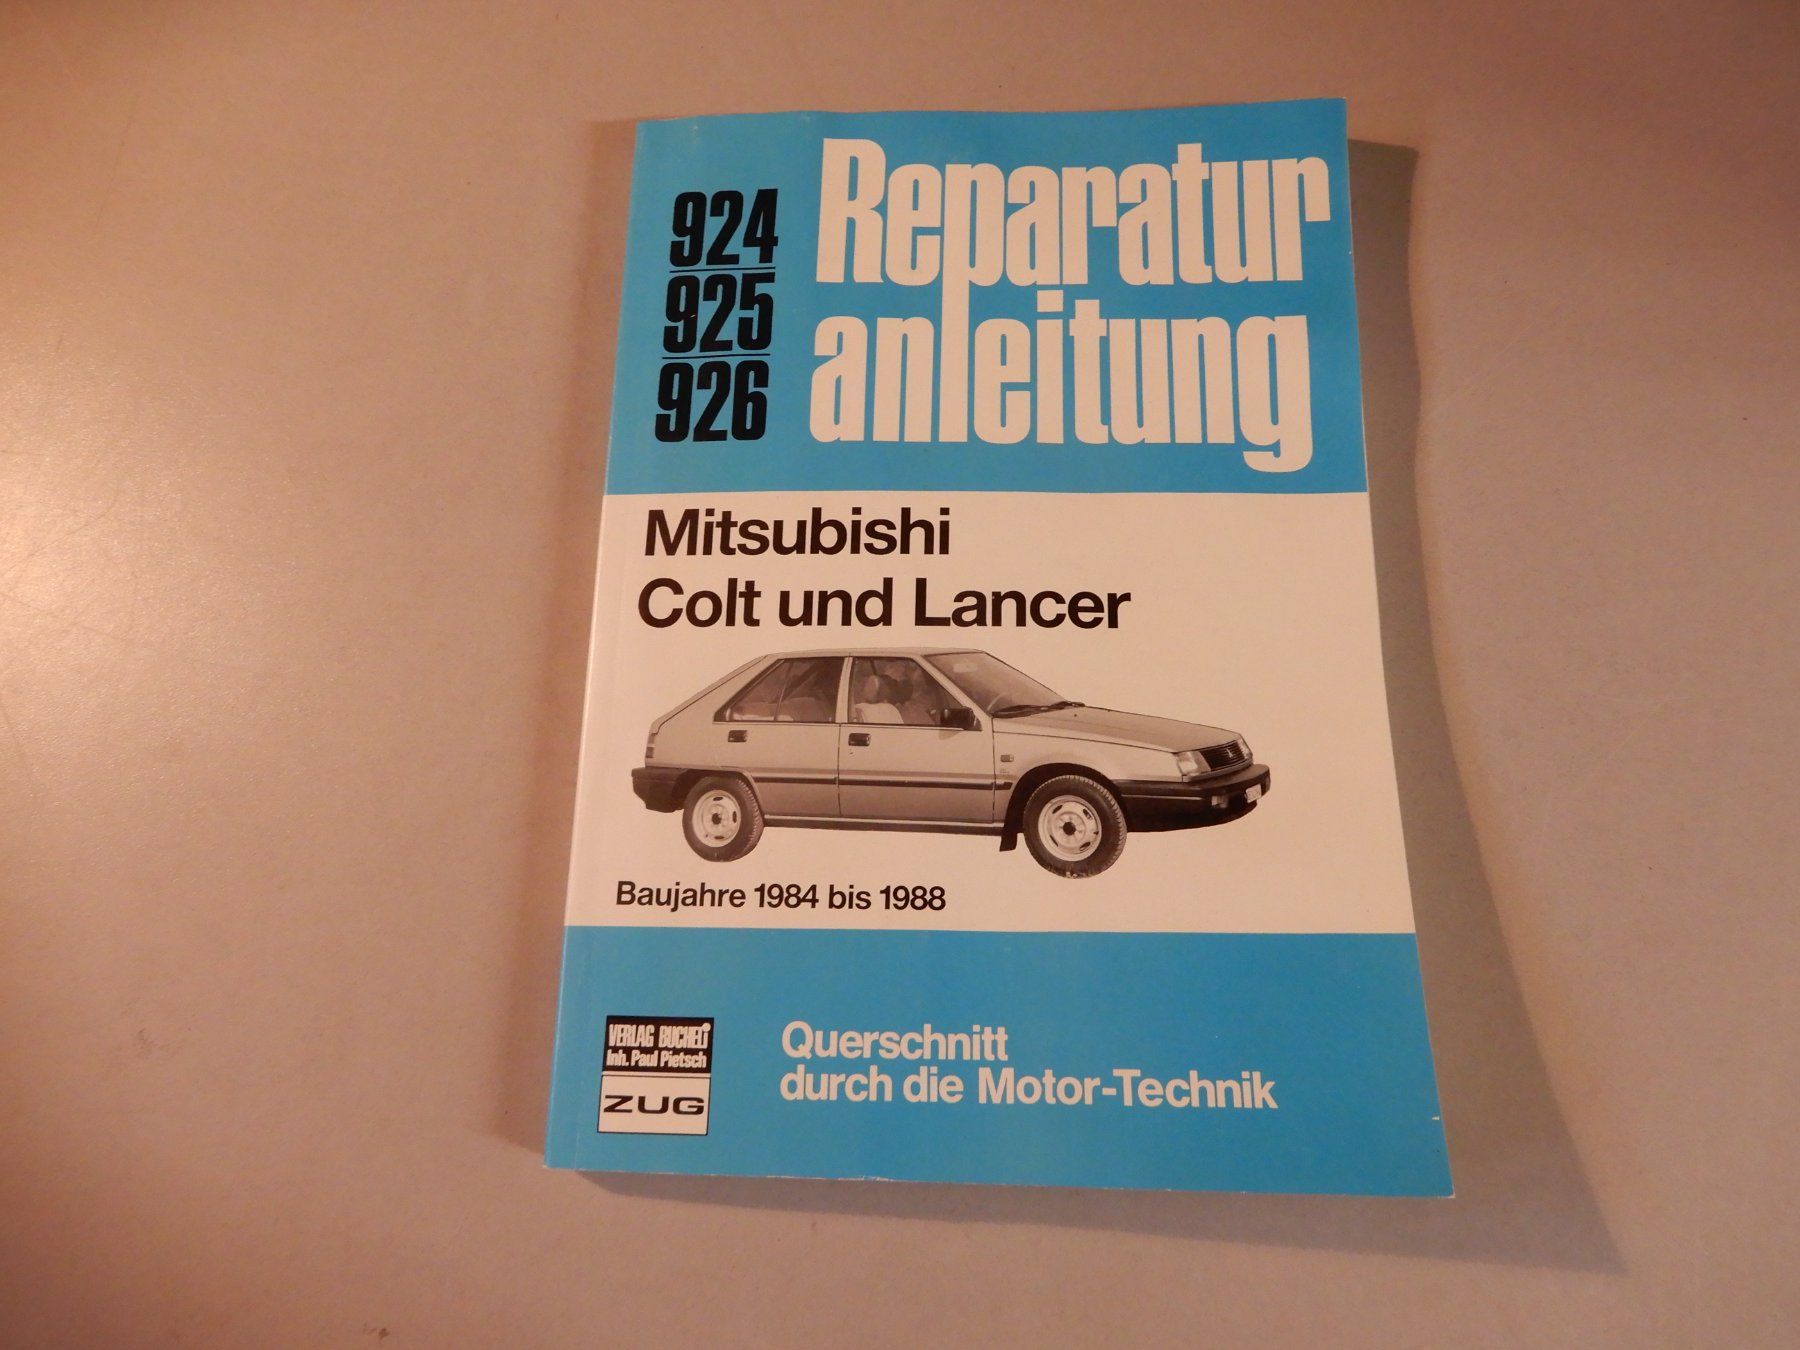 924
925
926
Reparatur
anleitung
Mitsubishi
Colt und Lancer
Baujahre 1984 bis 1988
VERLAG BUCHELI
Inh. Paul Pietsch
ZUG
Querschnitt
durch die Motor-Technik